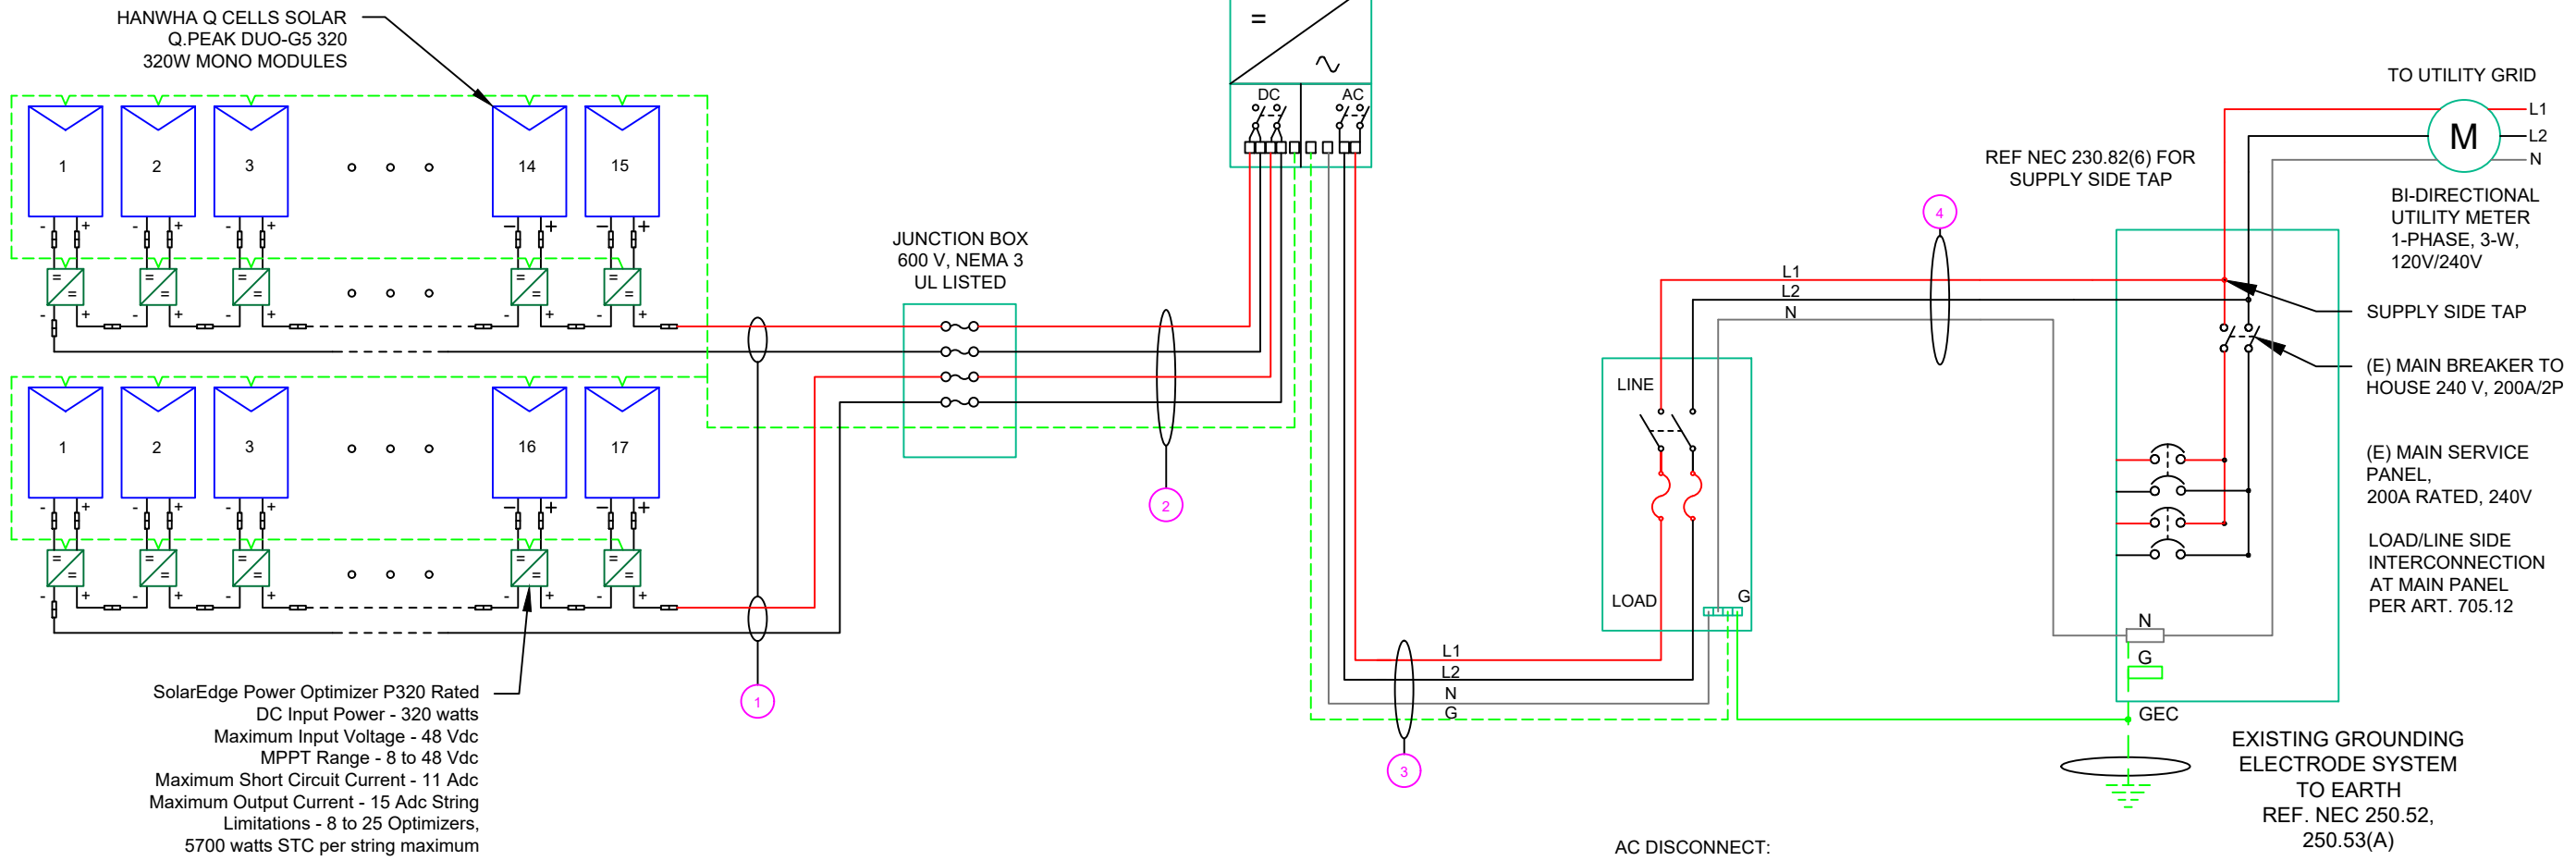 HANWHA Q CELLS SOLAR
Q.PEAK DUO-G5 320
320W MONO MODULES
1 2 3 14 15
- + - + - + − + − +
= = = = = = = = = =
- + - + - + - + - +
1 2 3 16 17
- + - + - + − + − +
= = = = = = = = = =
- + - + - + - + - +
SolarEdge Power Optimizer P320 Rated
DC Input Power - 320 watts
Maximum Input Voltage - 48 Vdc
MPPT Range - 8 to 48 Vdc
Maximum Short Circuit Current - 11 Adc
Maximum Output Current - 15 Adc String
Limitations - 8 to 25 Optimizers,
5700 watts STC per string maximum
1
JUNCTION BOX
600 V, NEMA 3
UL LISTED
2
=
DC AC
L1
L2
N
G
3
LINE
LOAD
G
AC DISCONNECT:
L1
L2
N
4
REF NEC 230.82(6) FOR
SUPPLY SIDE TAP
TO UTILITY GRID
M
L1
L2
N
BI-DIRECTIONAL
UTILITY METER
1-PHASE, 3-W,
120V/240V
SUPPLY SIDE TAP
(E) MAIN BREAKER TO
HOUSE 240 V, 200A/2P
(E) MAIN SERVICE
PANEL,
200A RATED, 240V
LOAD/LINE SIDE
INTERCONNECTION
AT MAIN PANEL
PER ART. 705.12
N
G
GEC
EXISTING GROUNDING
ELECTRODE SYSTEM
TO EARTH
REF. NEC 250.52,
250.53(A)